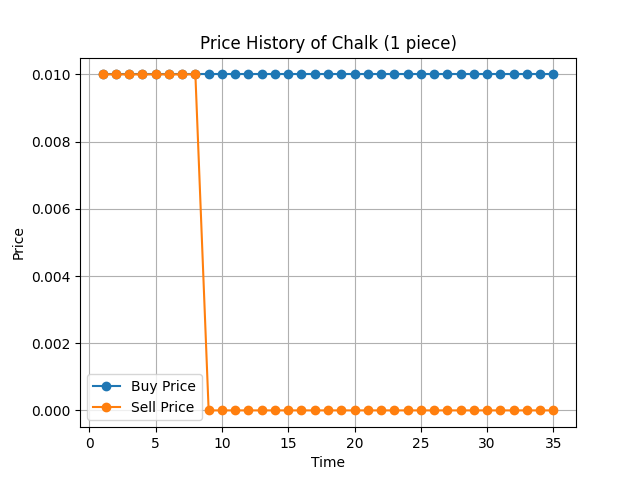 Price History of Chalk (1 piece)
0.010
0.008
0.006
0.004
0.002
0.000
Price
Buy Price
Sell Price
0 5 10 15 20 25 30 35
Time